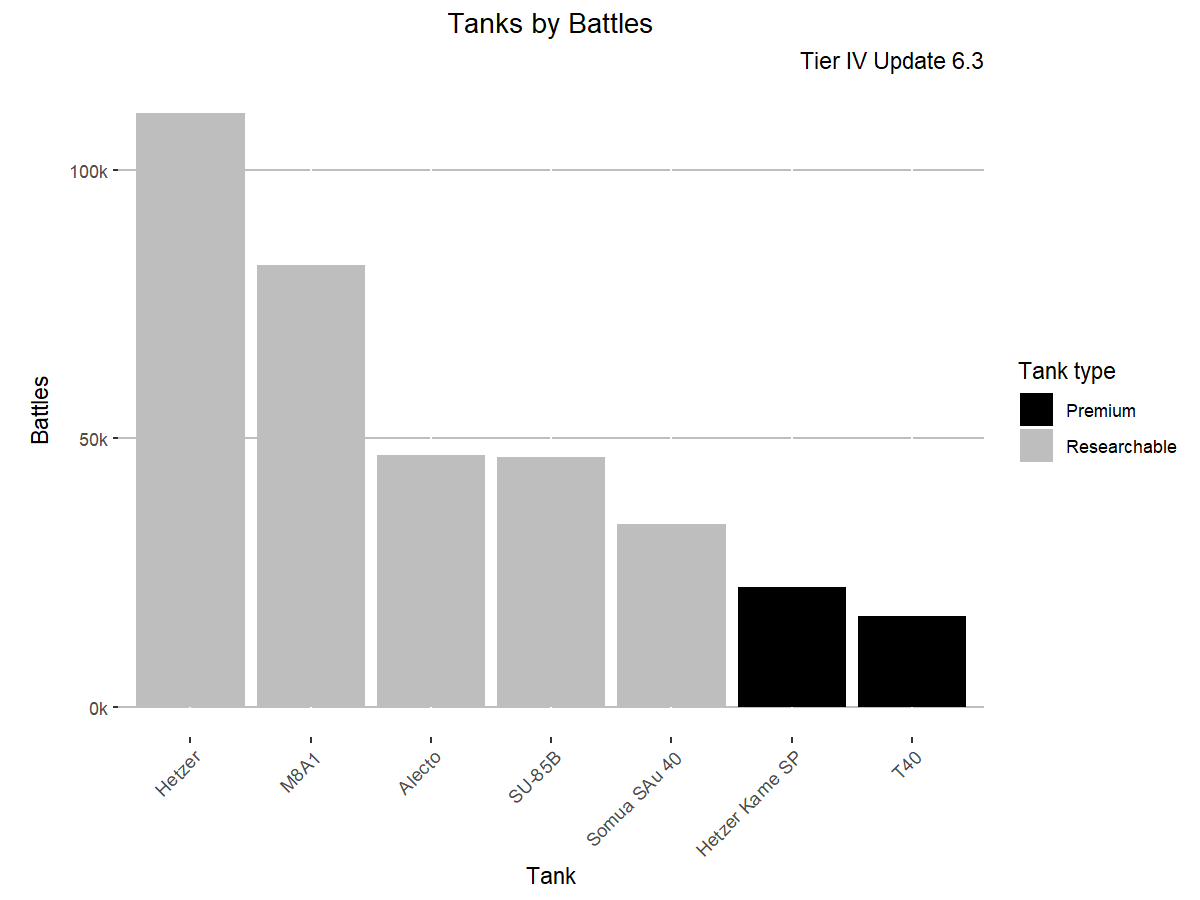 Tanks by Battles
Tier IV Update 6.3
Battles
100k
50k
0k
Hetzer
M8A1
Alecto
SU-85B
Somua SAu 40
Hetzer Kame SP
T40
Tank
Tank type
Premium
Researchable